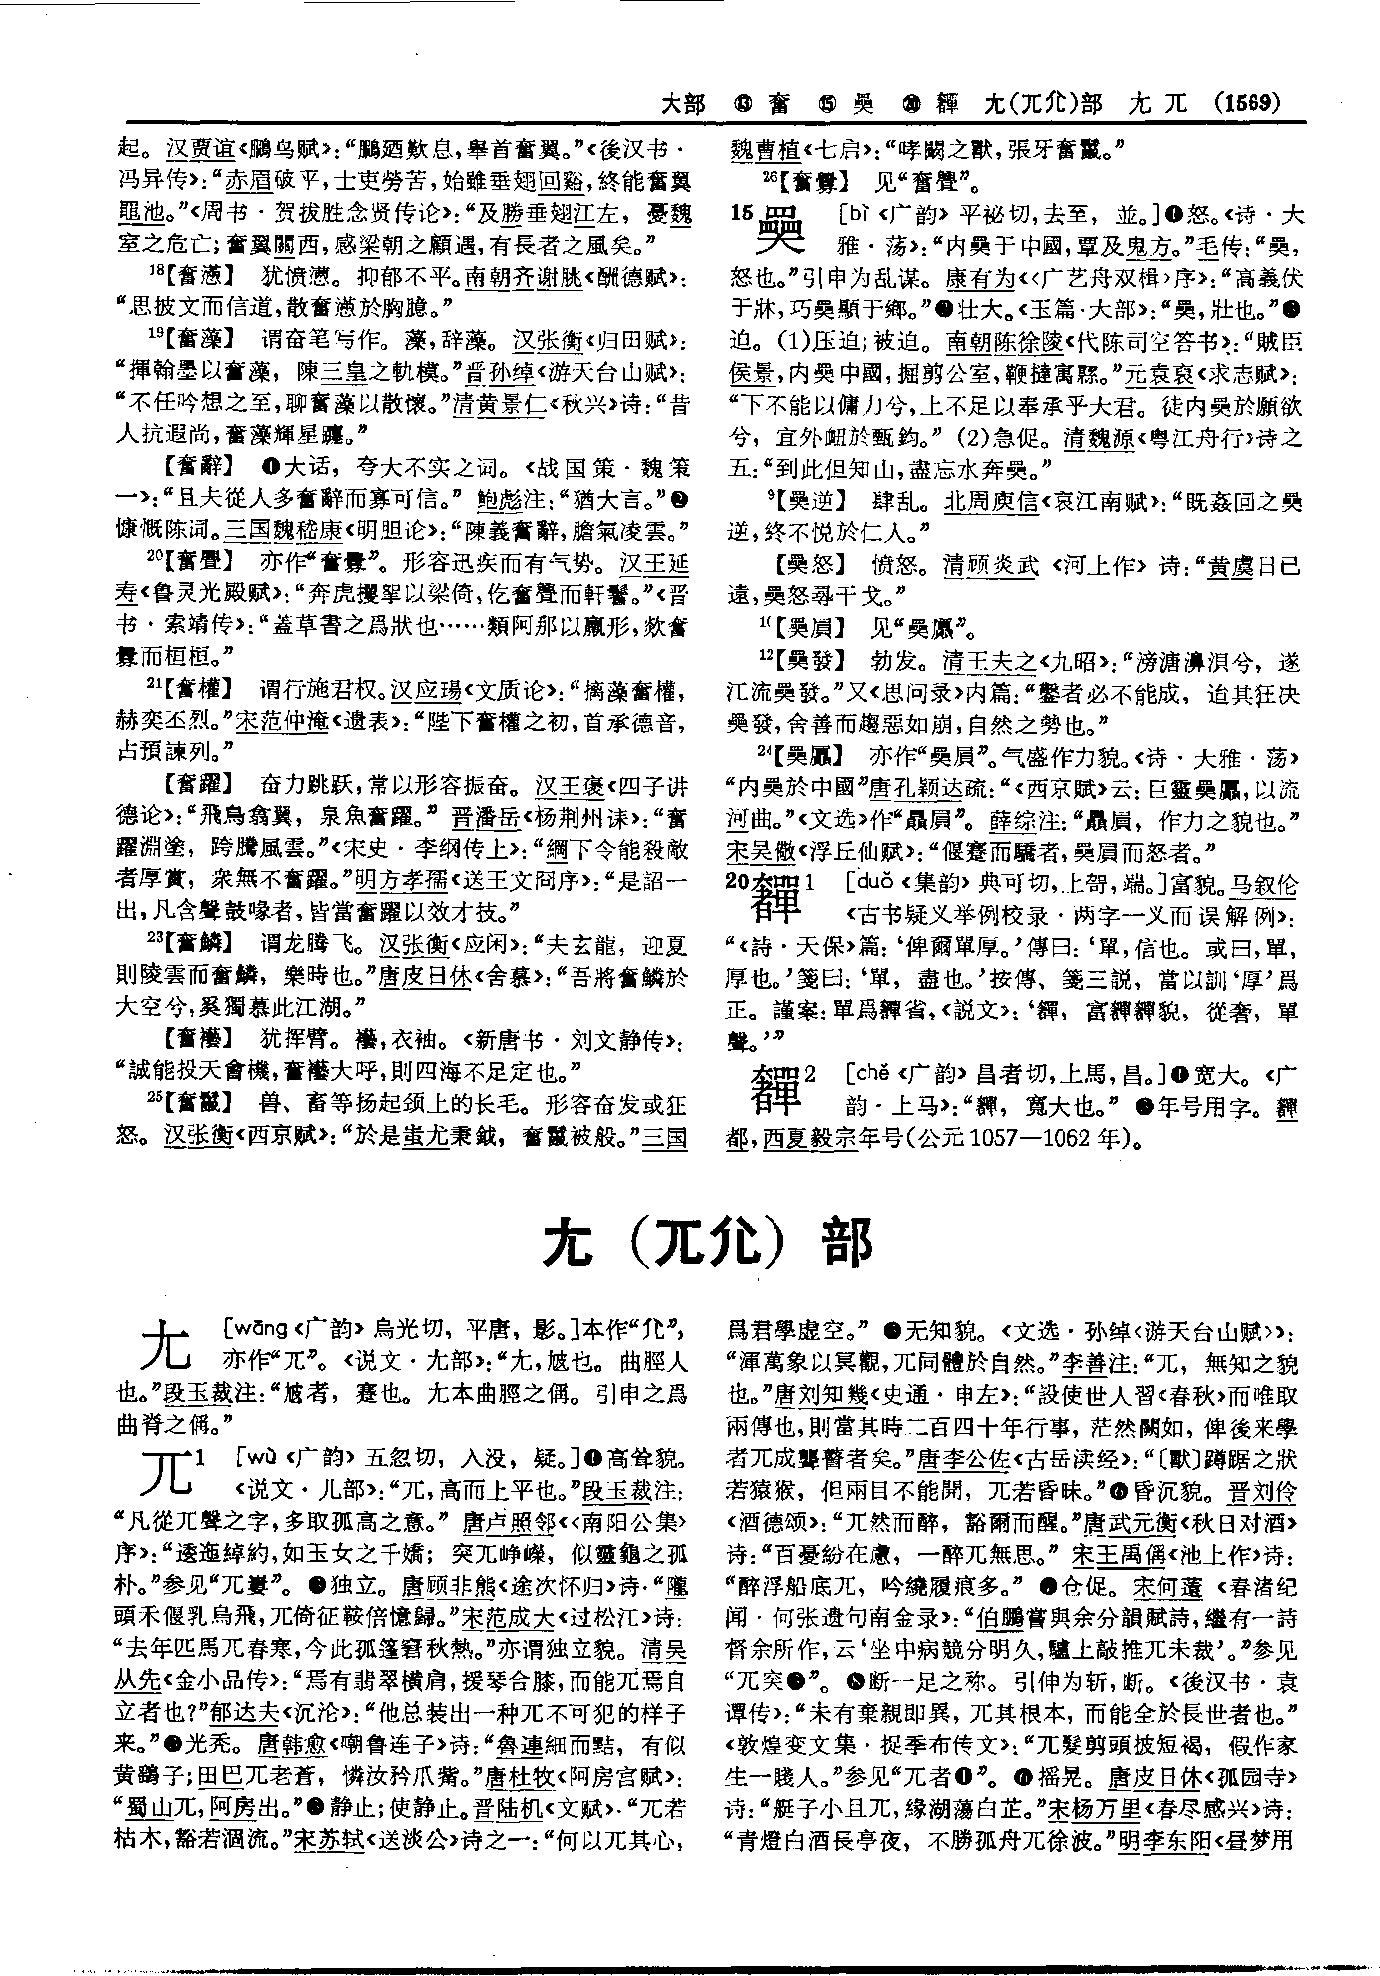 大部 ⑬ 奮 ⑮ 奰 ⑳ 奲 尢(兀尣)部 尢 兀 (1569)
起。汉贾谊《鵩鸟赋》：“鵩廼歎息,舉首奮翼。”《後汉书·
冯异传》：“赤眉破平,士吏勞苦,始雖垂翅回谿,終能奮翼
黽池。”《周书·贺拔胜念贤传论》：“及勝垂翅江左，憂魏
室之危亡；奮翼關西,感梁朝之顧遇,有長者之風矣。”
18【奮懣】 犹愤懑。抑郁不平。南朝齐谢朓《酬德赋》：
“思披文而信道,散奮懣於胸臆。”
19【奮藻】 谓奋笔写作。藻,辞藻。汉张衡《归田赋》：
“揮翰墨以奮藻，陳三皇之軌模。”晋孙绰《游天台山赋》：
“不任吟想之至,聊奮藻以散懷。”清黄景仁《秋兴》诗：“昔
人抗遐尚,奮藻輝星躔。”
【奮辭】 ❶大话，夸大不实之词。《战国策·魏策
一》：“且夫從人多奮辭而寡可信。” 鲍彪注：“猶大言。”❷
慷慨陈词。三国魏嵇康《明胆论》：“陳義奮辭,膽氣凌雲。”
20【奮亹】 亦作“奮舋”。形容迅疾而有气势。汉王延
寿《鲁灵光殿赋》：“奔虎攫挐以梁倚,仡奮亹而軒鬐。”《晋
书·索靖传》：“蓋草書之爲狀也……類阿那以羸形,欻奮
舋而桓桓。”
21【奮權】 谓行施君权。汉应玚《文质论》：“摛藻奮權，
赫奕丕烈。”宋范仲淹《遗表》：“陛下奮權之初,首承德音,
占預諫列。”
【奮躍】 奋力跳跃,常以形容振奋。汉王褒《四子讲
德论》：“飛鳥翕翼，泉魚奮躍。” 晋潘岳《杨荆州诔》：“奮
躍淵塗，跨騰風雲。”《宋史·李纲传上》：“綱下令能殺敵
者厚賞，衆無不奮躍。”明方孝孺《送王文冏序》：“是詔一
出,凡含聲鼓喙者,皆當奮躍以效才技。”
23【奮鱗】 谓龙腾飞。汉张衡《应闲》：“夫玄龍，迎夏
則陵雲而奮鱗，樂時也。”唐皮日休《舍慕》：“吾將奮鱗於
大空兮,奚獨慕此江湖。”
【奮褹】 犹挥臂。褹,衣袖。《新唐书·刘文静传》：
“誠能投天會機,奮褹大呼,則四海不足定也。”
25【奮鬣】 兽、畜等扬起颈上的长毛。形容奋发或狂
怒。汉张衡《西京赋》：“於是蚩尤秉鉞，奮鬣被般。”三国
魏曹植《七启》：“哮闞之獸,張牙奮鬣。”
26【奮舋】 见“奮亹”。
15 奰 [bì《广韵》平祕切,去至，並。]❶怒。《诗·大
雅·荡》：“内奰于中國,覃及鬼方。”毛传：“奰，
怒也。”引申为乱谋。康有为《〈广艺舟双楫〉序》：“高義伏
于牀,巧奰顯于鄉。”❷壮大。《玉篇·大部》：“奰,壯也。”❸
迫。(1)压迫；被迫。南朝陈徐陵《代陈司空答书》：“賊臣
侯景,内奰中國,掘剪公室,鞭撻寓縣。”元袁裒《求志赋》：
“下不能以傭力兮,上不足以奉承乎大君。徒内奰於願欲
兮，宜外衄於甄鈞。”(2)急促。清魏源《粤江舟行》诗之
五：“到此但知山,盡忘水奔奰。”
9【奰逆】 肆乱。北周庾信《哀江南赋》：“既姦回之奰
逆,終不悦於仁人。”
【奰怒】 愤怒。清顾炎武《河上作》诗：“黄虞日已
遠,奰怒尋干戈。”
10【奰屓】 见“奰屭”。
12【奰發】 勃发。清王夫之《九昭》：“滂溏濞溳兮，遂
江流奰發。”又《思问录》内篇：“鑿者必不能成，迨其狂决
奰發,舍善而趨惡如崩,自然之勢也。”
24【奰屭】 亦作“奰屓”。气盛作力貌。《诗·大雅·荡》
“内奰於中國”唐孔颖达疏：“《西京赋》云：巨靈奰屭,以流
河曲。”《文选》作“贔屓”。薛综注：“贔屓，作力之貌也。”
宋吴儆《浮丘仙赋》：“偃蹇而驕者,奰屓而怒者。”
20 奲1 [duǒ《集韵》典可切,上哿,端。]富貌。马叙伦
《古书疑义举例校录·两字一义而误解例》：
“《詩·天保》篇：‘俾爾單厚。’傳曰：‘單,信也。或曰,單，
厚也。’箋曰：‘單，盡也。’按傳、箋三説，當以訓‘厚’爲
正。謹案：單爲奲省,《説文》：‘奲，富奲奲貌，從奢，單
聲。’”
奲2 [chě《广韵》昌者切,上馬,昌。]❶宽大。《广
韵·上马》：“奲，寬大也。” ❷年号用字。奲
都,西夏毅宗年号(公元1057—1062年)。
尢（兀尣）部
尢 [wāng《广韵》烏光切，平唐，影。]本作“尣”，
亦作“兀”。《说文·尢部》：“尢,𡯁也。曲脛人
也。”段玉裁注：“𡯁者，蹇也。尢本曲脛之偁。引申之爲
曲脊之偁。”
兀1 [wù《广韵》五忽切，入没，疑。]❶高耸貌。
《说文·儿部》：“兀,高而上平也。”段玉裁注：
“凡從兀聲之字,多取孤高之意。” 唐卢照邻《〈南阳公集〉
序》：“逶迤綽約,如玉女之千嬌；突兀崢嶸，似靈龜之孤
朴。”参见“兀婁”。❷独立。唐顾非熊《途次怀归》诗：“隴
頭禾偃乳烏飛,兀倚征鞍倍憶歸。”宋范成大《过松江》诗：
“去年匹馬兀春寒,今此孤篷窘秋熱。”亦谓独立貌。清吴
从先《金小品传》：“焉有翡翠横肩,援琴合膝,而能兀焉自
立者也？”郁达夫《沉沦》：“他总装出一种兀不可犯的样子
来。”❸光秃。唐韩愈《嘲鲁连子》诗：“魯連細而黠，有似
黄鷂子；田巴兀老蒼，憐汝矜爪觜。”唐杜牧《阿房宫赋》：
“蜀山兀,阿房出。”❹静止；使静止。晋陆机《文赋》：“兀若
枯木,豁若涸流。”宋苏轼《送淡公》诗之一：“何以兀其心,
爲君學虚空。” ❺无知貌。《文选·孙绰〈游天台山赋〉》：
“渾萬象以冥觀,兀同體於自然。”李善注：“兀，無知之貌
也。”唐刘知幾《史通·申左》：“設使世人習《春秋》而唯取
兩傳也,則當其時二百四十年行事，茫然闕如，俾後来學
者兀成聾瞽者矣。”唐李公佐《古岳渎经》：“〔獸〕蹲踞之狀
若猿猴，但兩目不能開，兀若昏昧。”❻昏沉貌。晋刘伶
《酒德颂》：“兀然而醉，豁爾而醒。”唐武元衡《秋日对酒》
诗：“百憂紛在慮，一醉兀無思。” 宋王禹偁《池上作》诗：
“醉浮船底兀，吟繞履痕多。” ❼仓促。宋何薳《春渚纪
闻·何张遗句南金录》：“伯鵬嘗與余分韻賦詩,繼有一詩
督余所作,云‘坐中病競分明久,驢上敲推兀未裁’。”参见
“兀突❸”。❽断一足之称。引伸为斩,断。《後汉书·袁
谭传》：“未有棄親即異，兀其根本，而能全於長世者也。”
《敦煌变文集·捉季布传文》：“兀髮剪頭披短褐，假作家
生一賤人。”参见“兀者❶”。❾摇晃。唐皮日休《孤园寺》
诗：“艇子小且兀,緣湖蕩白芷。”宋杨万里《春尽感兴》诗：
“青燈白酒長亭夜，不勝孤舟兀徐波。”明李东阳《昼梦用